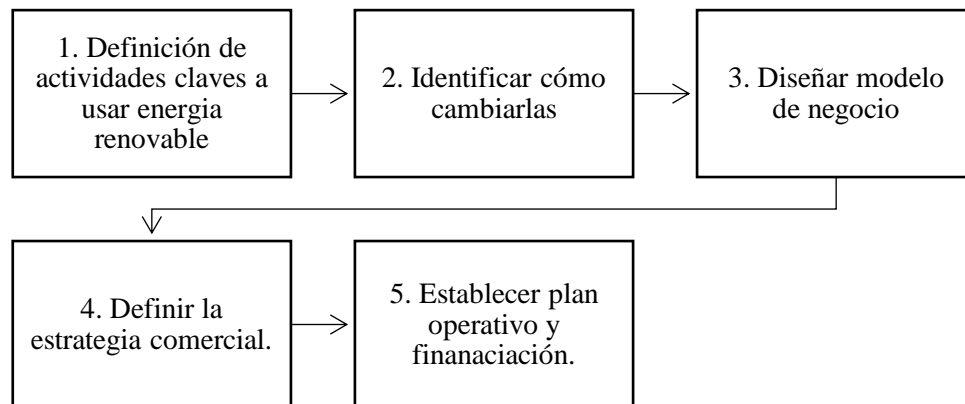 1. Definición de
actividades claves a
usar energia
renovable
2. Identificar cómo
cambiarlas
3. Diseñar modelo
de negocio
4. Definir la
estrategia comercial.
5. Establecer plan
operativo y
finanaciación.